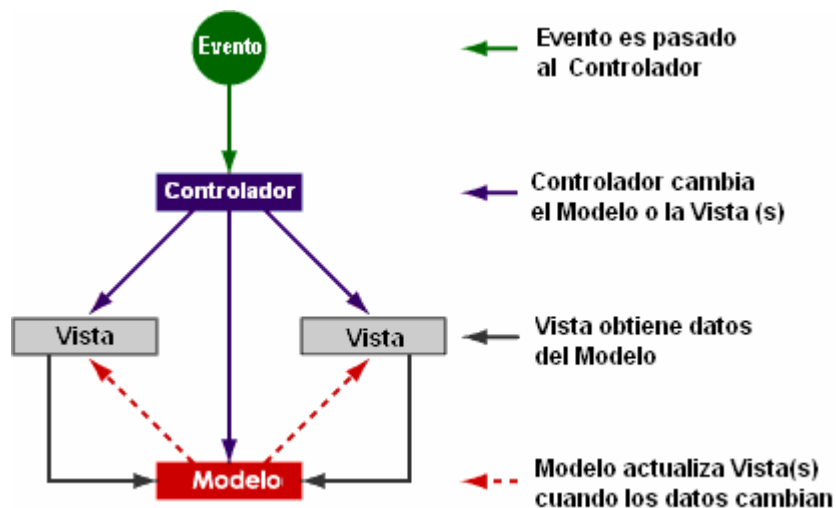 Evento
Evento es pasado
al Controlador
Controlador
Controlador cambia
el Modelo o la Vista (s)
Vista
Vista
Vista obtiene datos
del Modelo
Modelo
Modelo actualiza Vista(s)
cuando los datos cambian